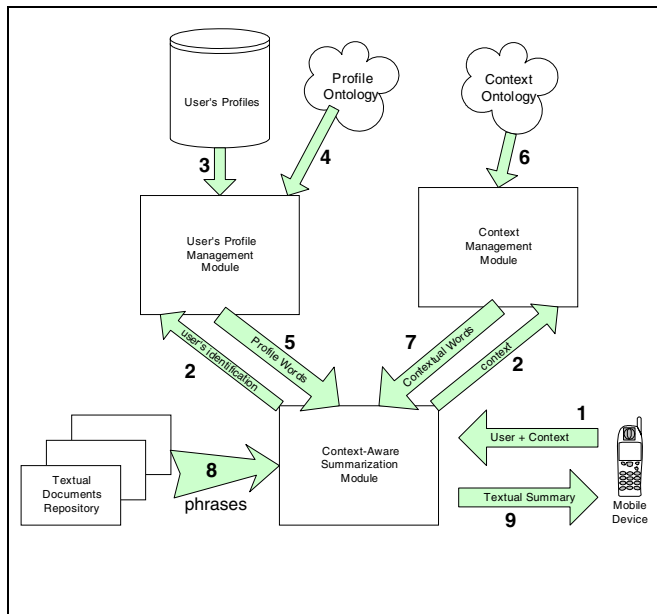 User's Profiles
Profile
Ontology
Context
Ontology
3
4
6
User's Profile
Management
Module
Context
Management
Module
user's identification
2
Profile Words
5
7
Contextual Words
context
2
1
User + Context
Textual
Documents
Repository
8
phrases
Context-Aware
Summarization
Module
Textual Summary
9
Mobile
Device